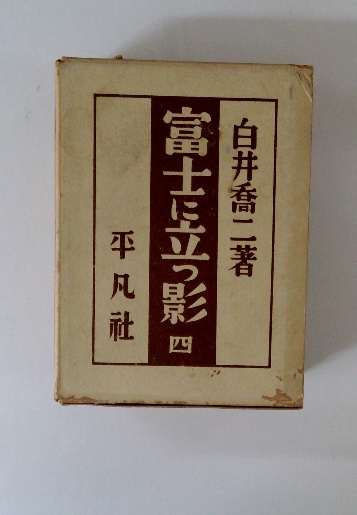 白井喬二著
富士に立つ影 四
平凡社